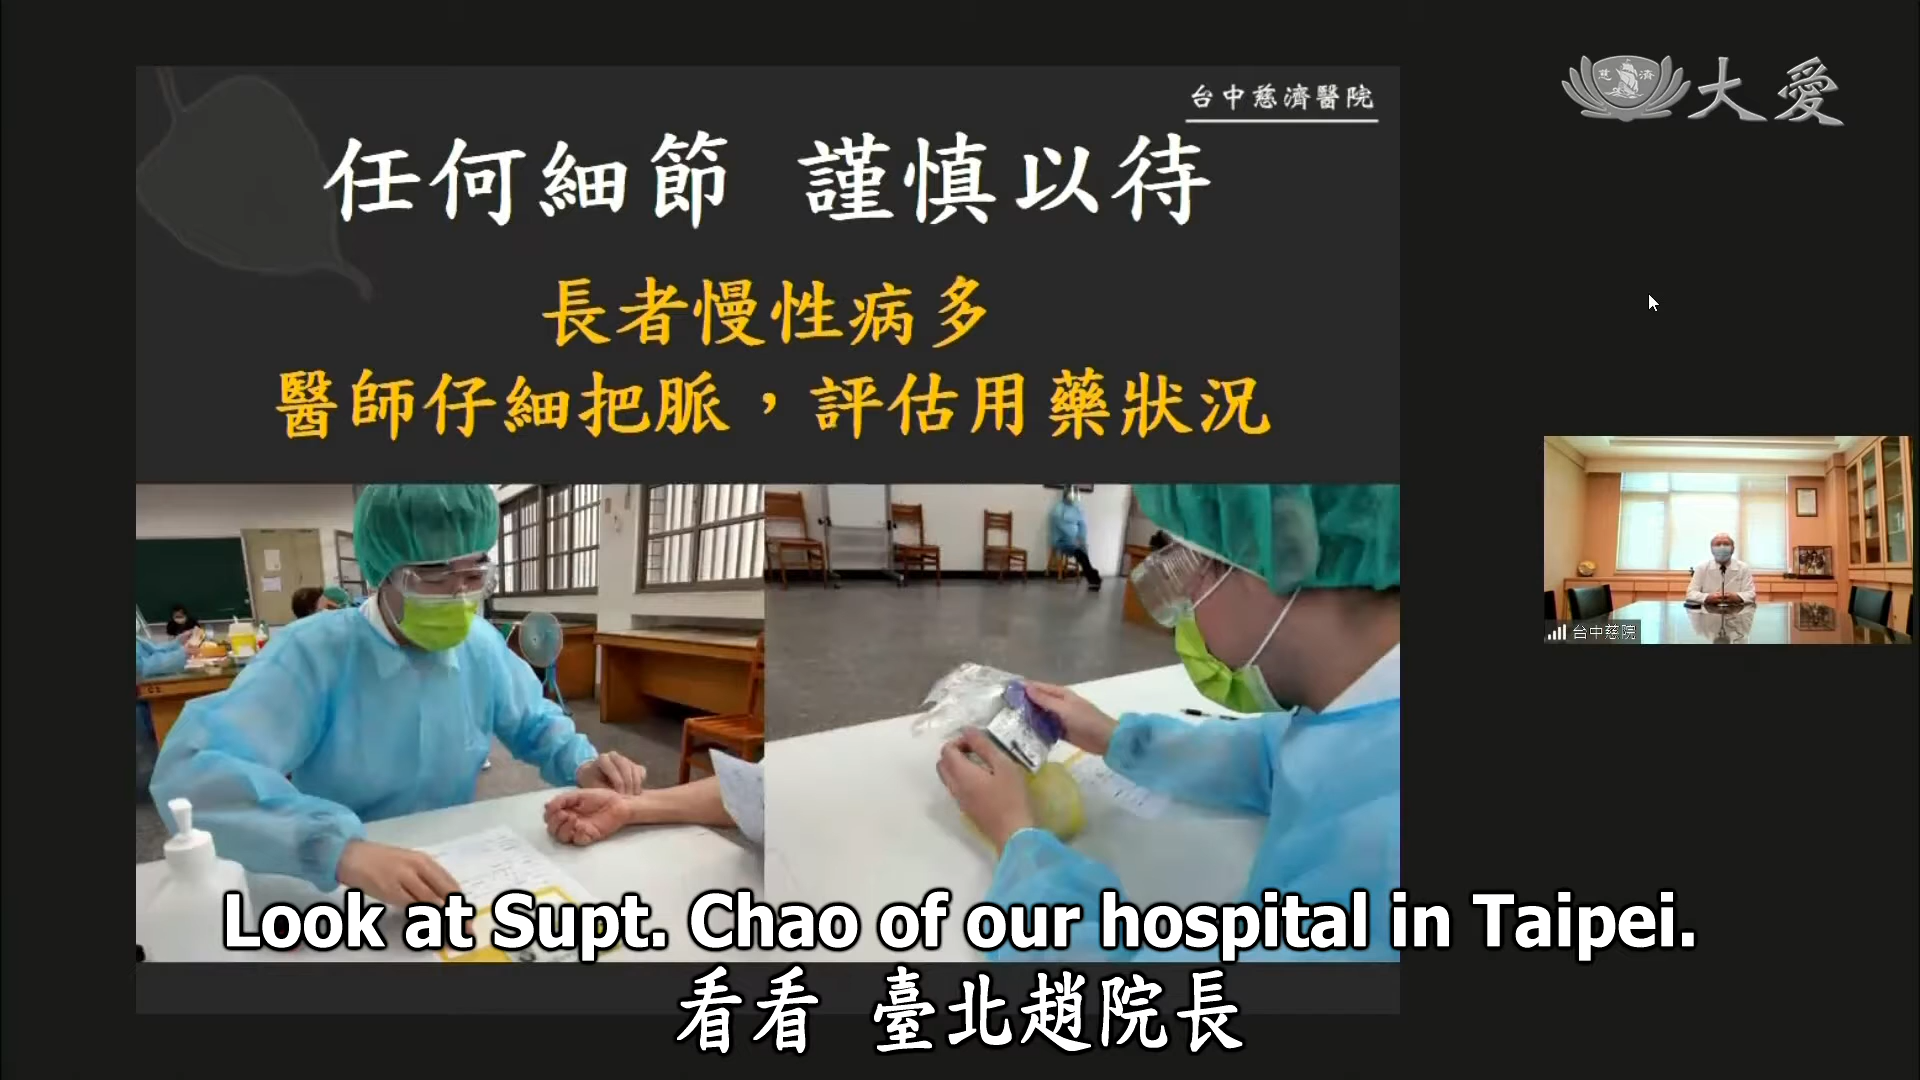 台中慈濟醫院
慈濟 大愛
任何細節 謹慎以待
長者慢性病多
醫師仔細把脈，評估用藥狀況
台中慈院
Look at Supt. Chao of our hospital in Taipei.
看看 臺北趙院長